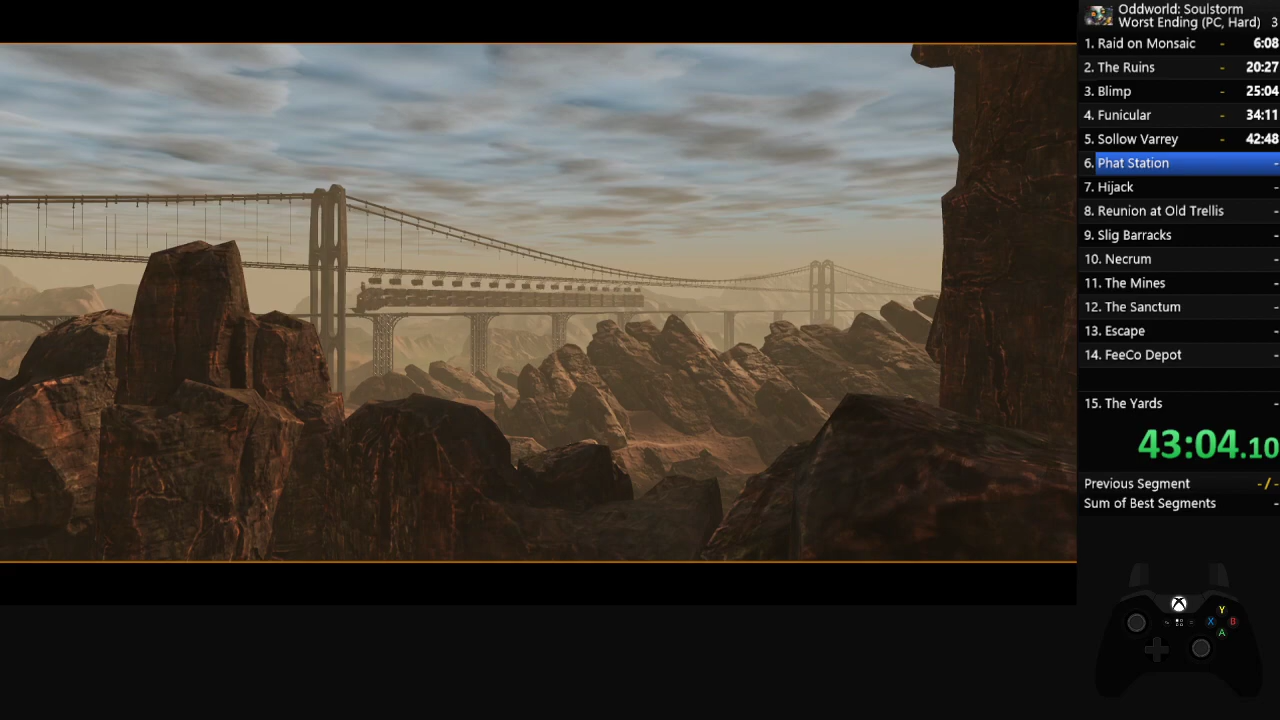 Oddworld: Soulstorm
Worst Ending (PC, Hard) 3
1. Raid on Monsaic - 6:08
2. The Ruins - 20:27
3. Blimp - 25:04
4. Funicular - 34:11
5. Sollow Varrey - 42:48
6. Phat Station -
7. Hijack -
8. Reunion at Old Trellis -
9. Slig Barracks -
10. Necrum -
11. The Mines -
12. The Sanctum -
13. Escape -
14. FeeCo Depot -
15. The Yards -
43:04.10
Previous Segment - / -
Sum of Best Segments -
Y
X B
A